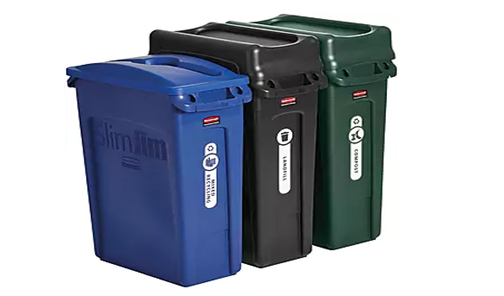 Slim Jim
MIXED
RECYCLING
LANDFILL
COMPOST